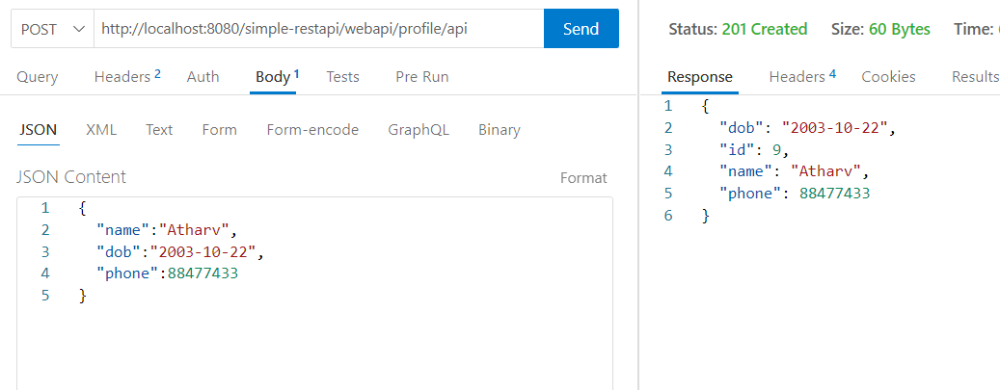 POST
http://localhost:8080/simple-restapi/webapi/profile/api
Send
Query Headers 2 Auth Body 1 Tests Pre Run
JSON XML Text Form Form-encode GraphQL Binary
JSON Content
Format
1 {
2 "name":"Atharv",
3 "dob":"2003-10-22",
4 "phone":88477433
5 }
Status: 201 Created Size: 60 Bytes Time:
Response Headers 4 Cookies Results
1 {
2 "dob": "2003-10-22",
3 "id": 9,
4 "name": "Atharv",
5 "phone": 88477433
6 }